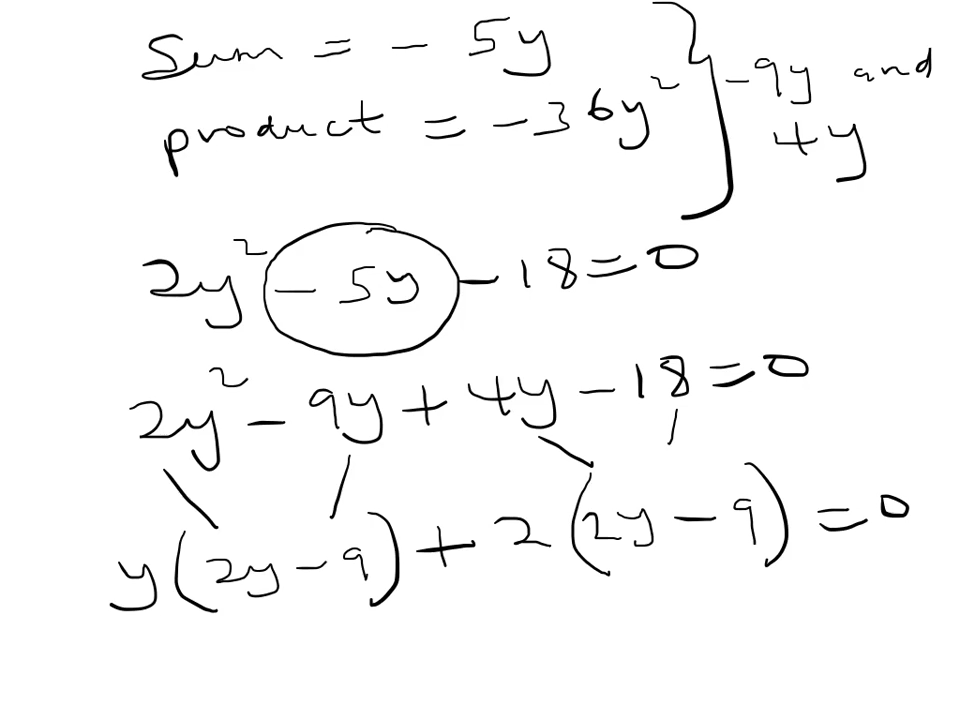 Sum = - 5y
product = -36y²
-9y and
4y
2y² - 5y - 18 = 0
2y² - 9y + 4y - 18 = 0
y(2y - 9) + 2(2y - 9) = 0